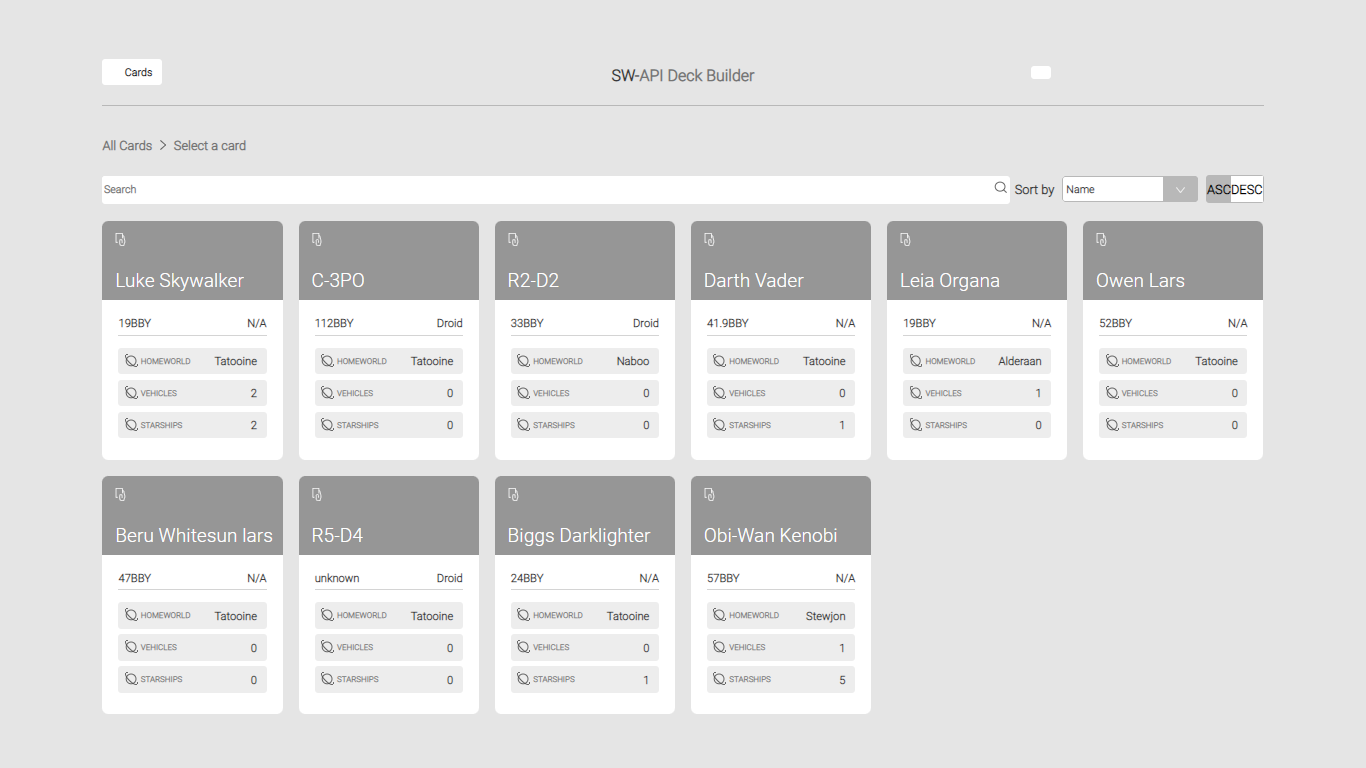 Cards
SW-API Deck Builder
All Cards > Select a card
Search
Sort by
Name
ASC DESC
Luke Skywalker
19BBY N/A
HOMEWORLD Tatooine
VEHICLES 2
STARSHIPS 2
C-3PO
112BBY Droid
HOMEWORLD Tatooine
VEHICLES 0
STARSHIPS 0
R2-D2
33BBY Droid
HOMEWORLD Naboo
VEHICLES 0
STARSHIPS 0
Darth Vader
41.9BBY N/A
HOMEWORLD Tatooine
VEHICLES 0
STARSHIPS 1
Leia Organa
19BBY N/A
HOMEWORLD Alderaan
VEHICLES 1
STARSHIPS 0
Owen Lars
52BBY N/A
HOMEWORLD Tatooine
VEHICLES 0
STARSHIPS 0
Beru Whitesun lars
47BBY N/A
HOMEWORLD Tatooine
VEHICLES 0
STARSHIPS 0
R5-D4
unknown Droid
HOMEWORLD Tatooine
VEHICLES 0
STARSHIPS 0
Biggs Darklighter
24BBY N/A
HOMEWORLD Tatooine
VEHICLES 0
STARSHIPS 1
Obi-Wan Kenobi
57BBY N/A
HOMEWORLD Stewjon
VEHICLES 1
STARSHIPS 5